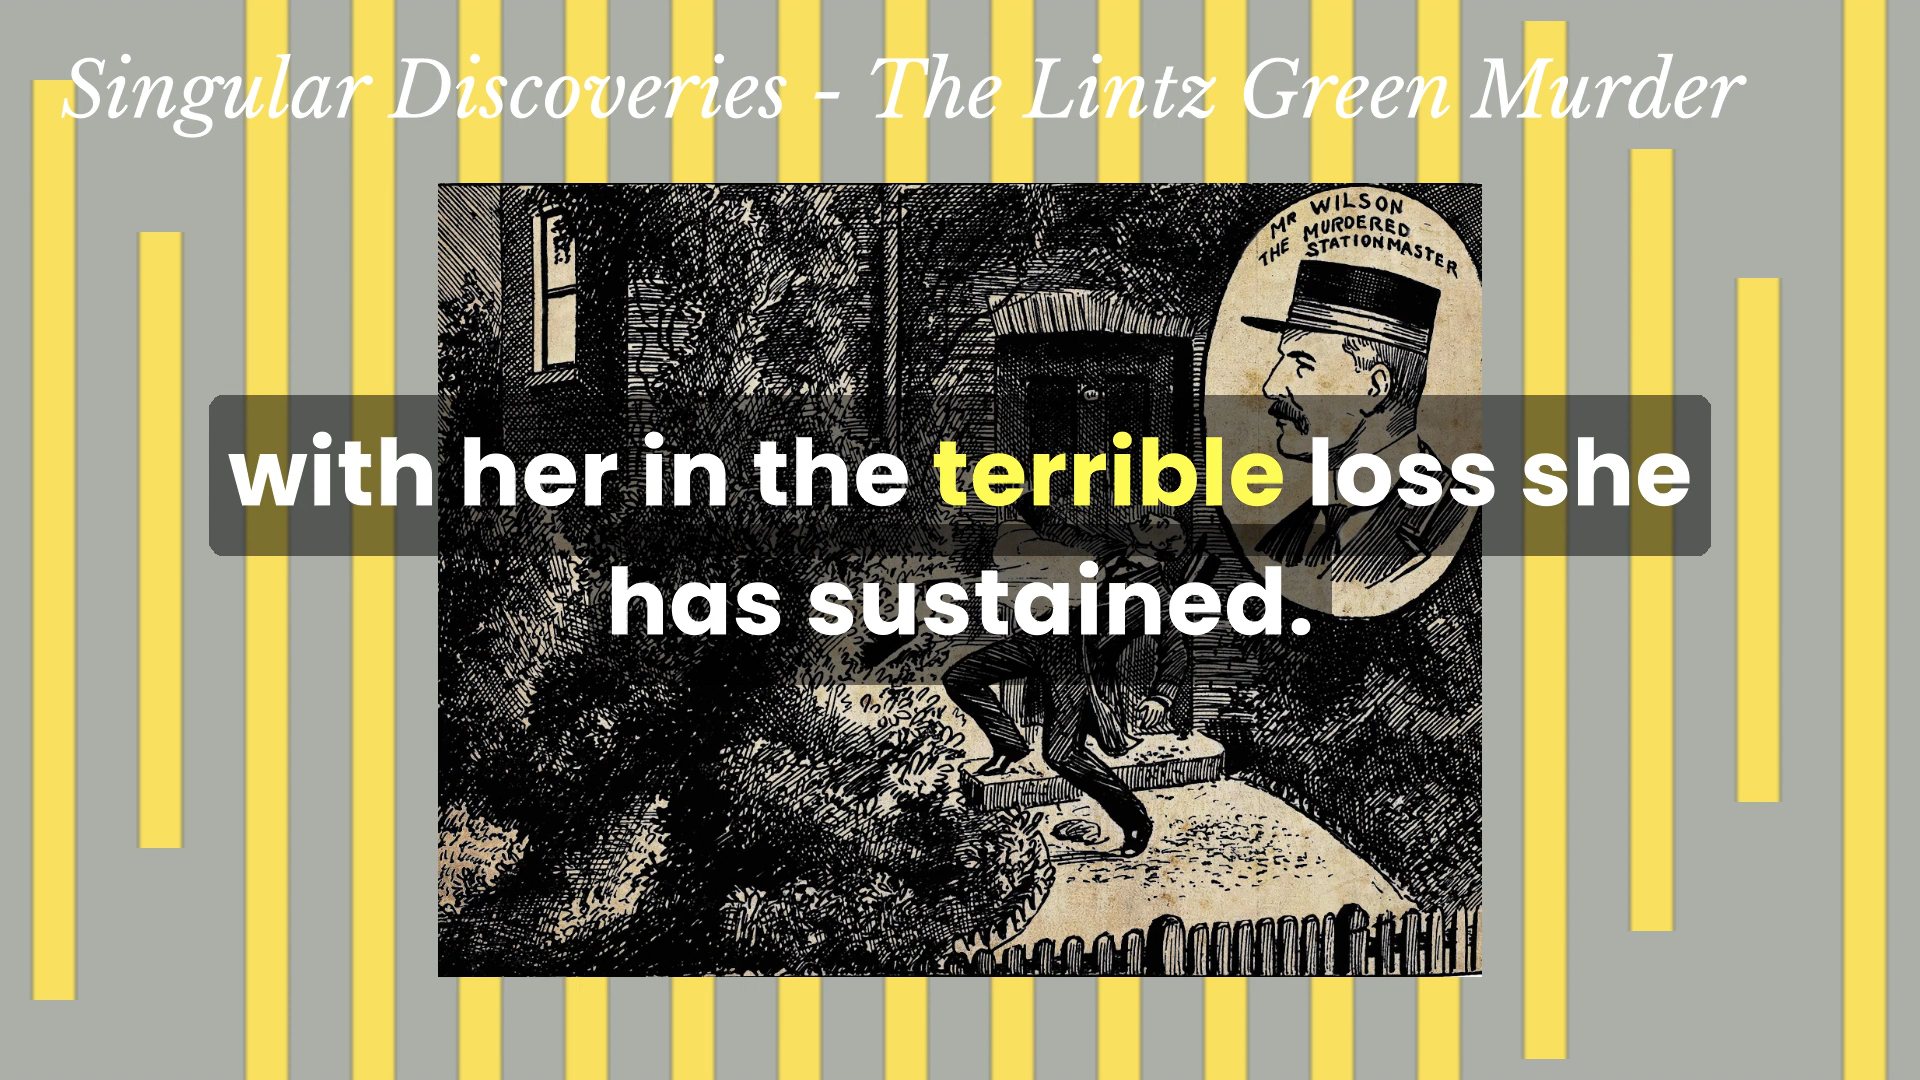 Singular Discoveries - The Lintz Green Murder
MR WILSON
THE MURDERED
STATIONMASTER
with her in the terrible loss she
has sustained.